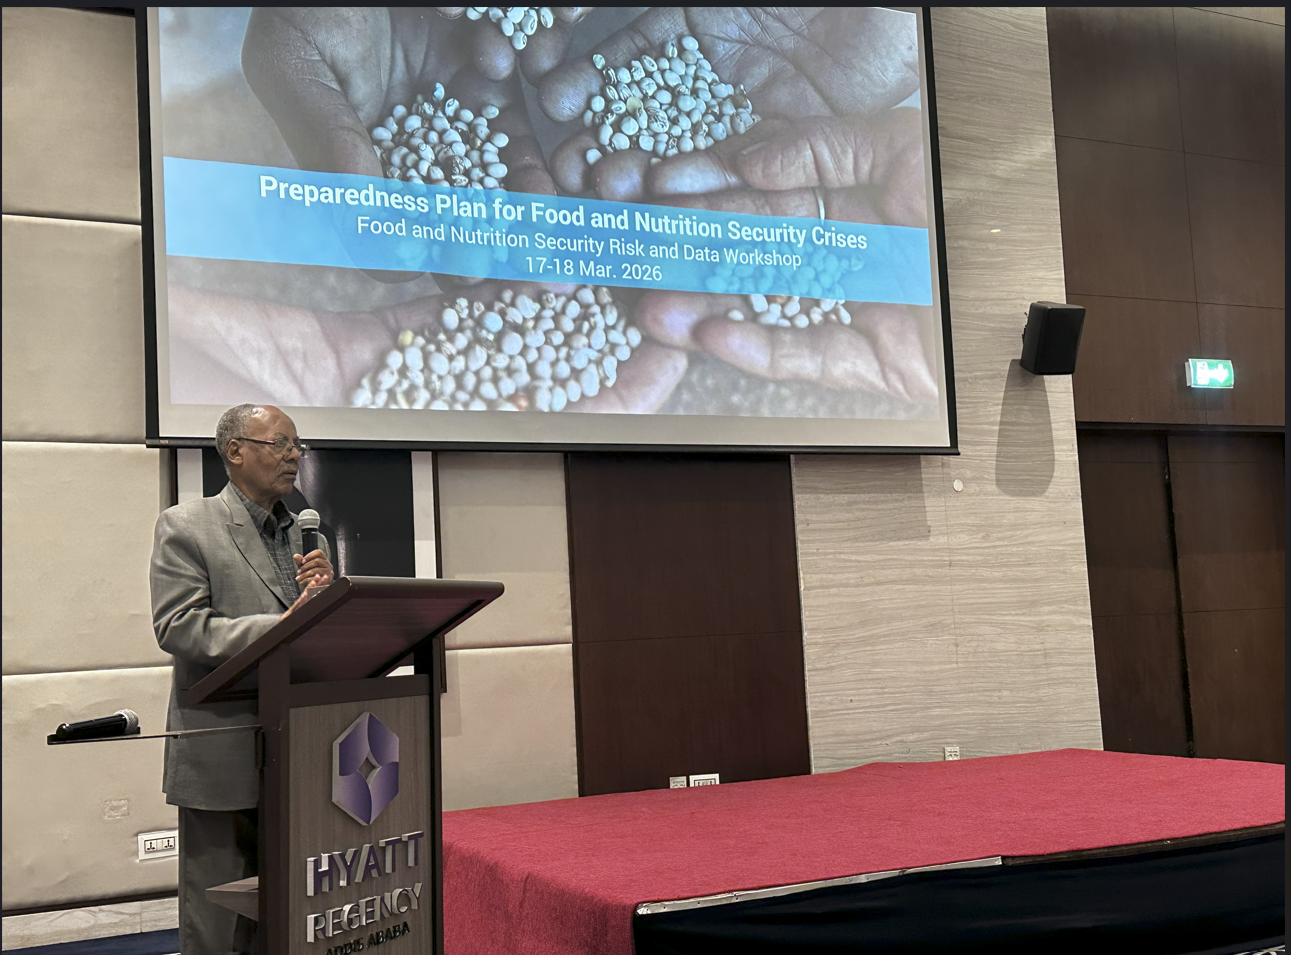 Preparedness Plan for Food and Nutrition Security Crises
Food and Nutrition Security Risk and Data Workshop
17-18 Mar. 2026
HYATT
REGENCY
ADDIS ABABA